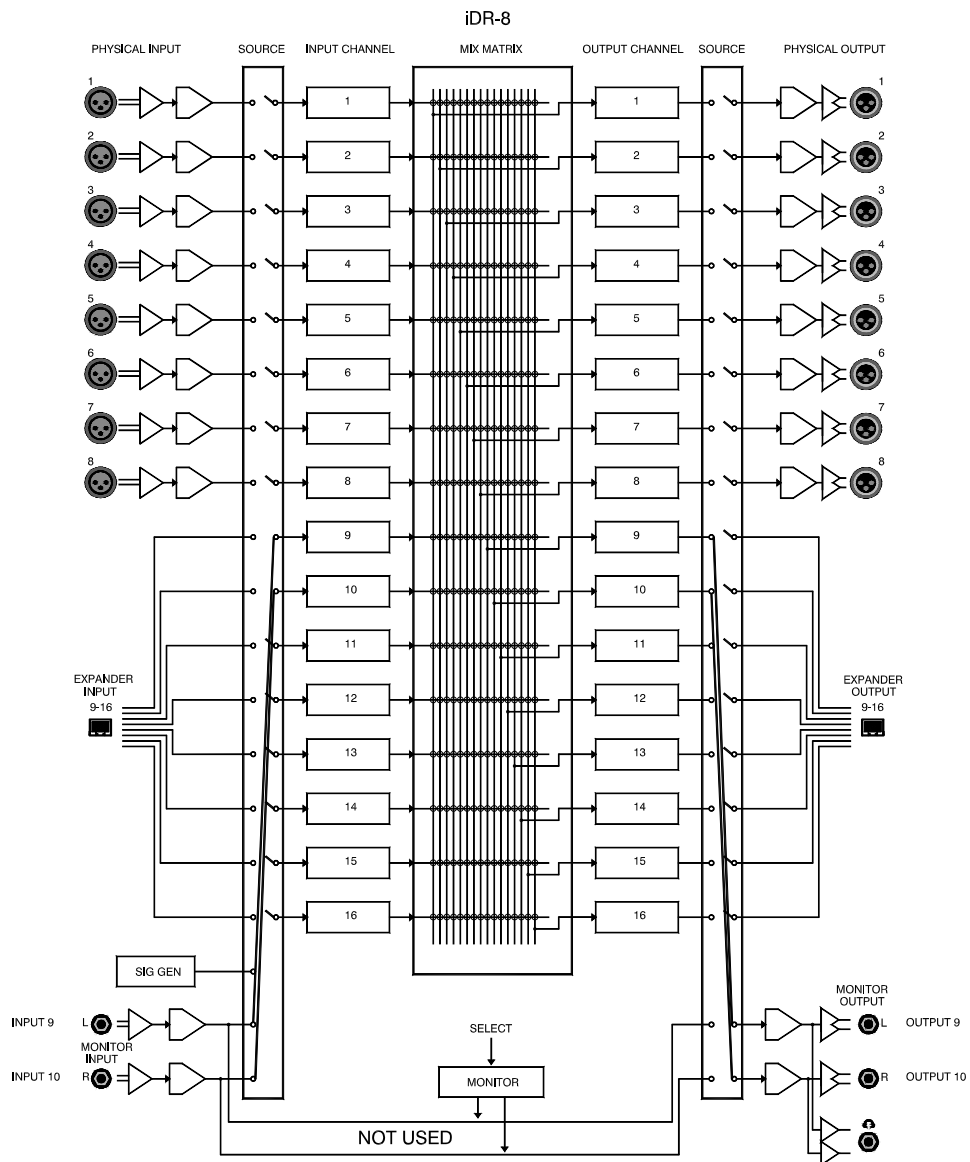 iDR-8
PHYSICAL INPUT SOURCE INPUT CHANNEL MIX MATRIX OUTPUT CHANNEL SOURCE PHYSICAL OUTPUT
1 1 1 1
2 2 2 2
3 3 3 3
4 4 4 4
5 5 5 5
6 6 6 6
7 7 7 7
8 8 8 8
9 9
10 10
11 11
EXPANDER INPUT 9-16
12 12
EXPANDER OUTPUT 9-16
13 13
14 14
15 15
16 16
SIG GEN
MONITOR OUTPUT
INPUT 9 L
SELECT
L OUTPUT 9
MONITOR INPUT
INPUT 10 R
MONITOR
R OUTPUT 10
NOT USED